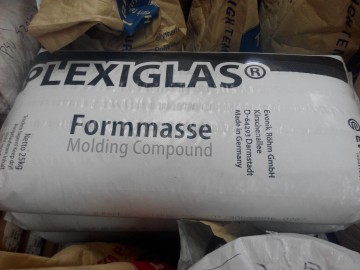 PLEXIGLAS®
Formmasse
Molding Compound
Evonik Röhm GmbH
Kirschenallee
D-64293 Darmstadt
Made in Germany
Netto 25kg